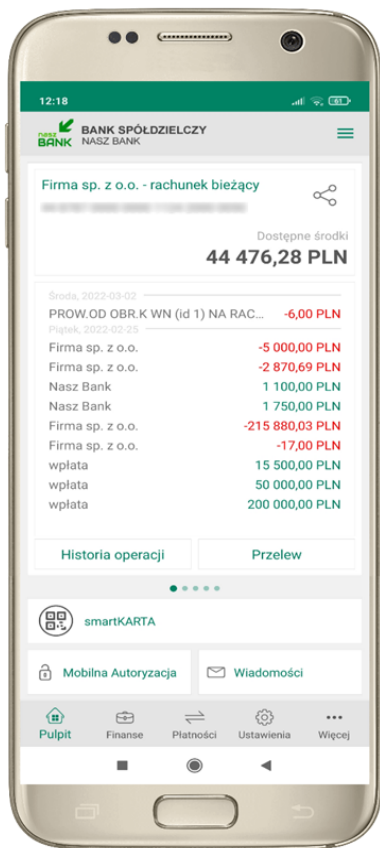 12:18
61
nasz BANK
BANK SPÓŁDZIELCZY
NASZ BANK
Firma sp. z o.o. - rachunek bieżący
Dostępne środki
44 476,28 PLN
Środa, 2022-03-02
PROW.OD OBR.K WN (id 1) NA RAC... -6,00 PLN
Piątek, 2022-02-25
Firma sp. z o.o. -5 000,00 PLN
Firma sp. z o.o. -2 870,69 PLN
Nasz Bank 1 100,00 PLN
Nasz Bank 1 750,00 PLN
Firma sp. z o.o. -215 880,03 PLN
Firma sp. z o.o. -17,00 PLN
wpłata 15 500,00 PLN
wpłata 50 000,00 PLN
wpłata 200 000,00 PLN
Historia operacji Przelew
smartKARTA
Mobilna Autoryzacja Wiadomości
Pulpit Finanse Płatności Ustawienia Więcej